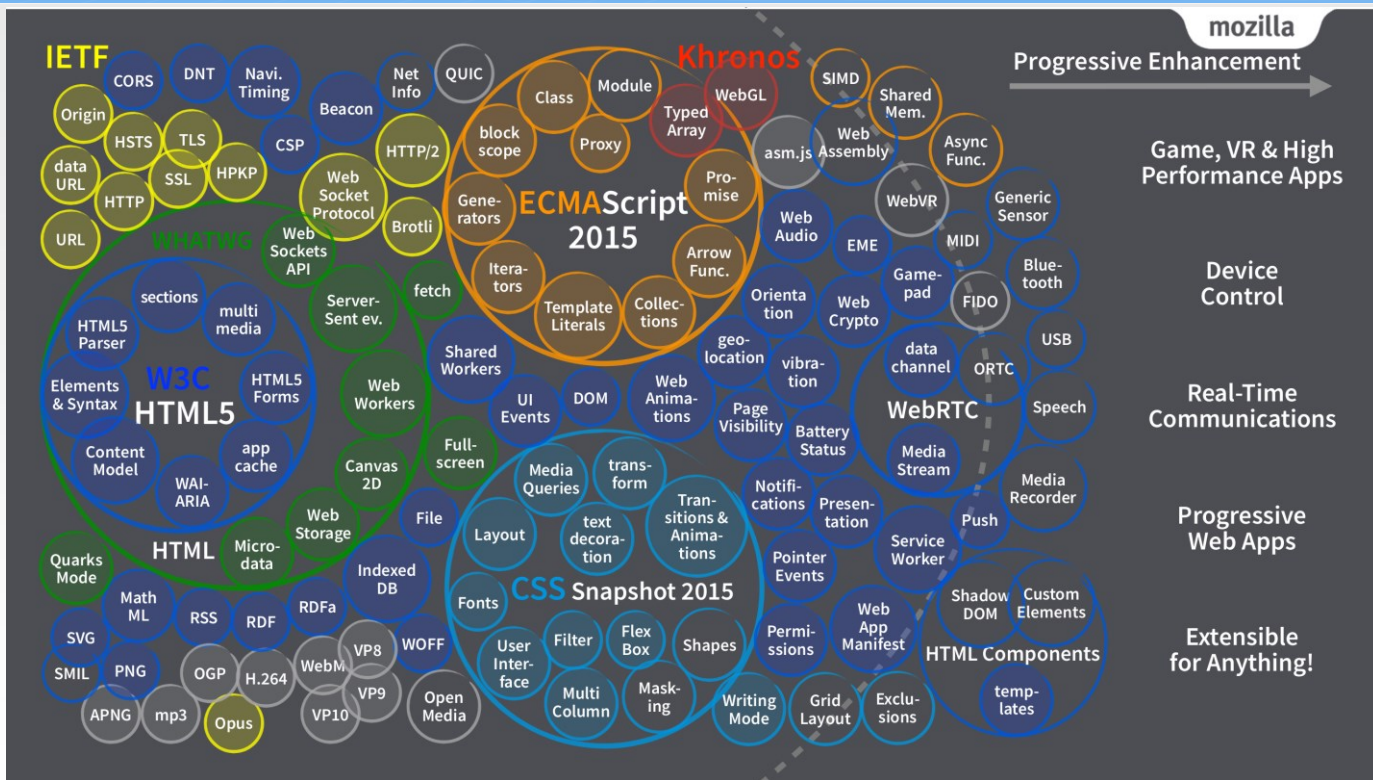 mozilla
IETF
CORS
DNT
Navi.
Timing
Beacon
Net
Info
QUIC
Origin
HSTS
TLS
CSP
HTTP/2
data
URL
HTTP
SSL
HPKP
Web
Socket
Protocol
Brotli
URL
Khronos
Class
Module
Typed
Array
WebGL
block
scope
Proxy
Gene-
rators
ECMAScript
2015
Pro-
mise
Itera-
tors
Template
Literals
Collec-
tions
Arrow
Func.
SIMD
Shared
Mem.
asm.js
Web
Assembly
Async
Func.
WebVR
Generic
Sensor
Web
Audio
EME
MIDI
Blue-
tooth
Orienta
tion
Web
Crypto
Game-
pad
FIDO
USB
WHATWG
Web
Sockets
API
Server-
Sent ev.
fetch
sections
multi
media
HTML5
Parser
Elements
& Syntax
W3C
HTML5
HTML5
Forms
Content
Model
WAI-
ARIA
app
cache
Web
Workers
Canvas
2D
Web
Storage
HTML
Micro-
data
Quarks
Mode
Shared
Workers
UI
Events
DOM
Web
Anima-
tions
geo-
location
vibra-
tion
Page
Visibility
Battery
Status
data
channel
ORTC
WebRTC
Media
Stream
Speech
Full-
screen
File
Indexed
DB
Notifi-
cations
Presen-
tation
Media
Recorder
Push
Service
Worker
Pointer
Events
Media
Queries
trans-
form
Layout
text
decora-
tion
Tran-
sitions &
Anima-
tions
CSS Snapshot 2015
Fonts
User
Inter-
face
Filter
Flex
Box
Shapes
Multi
Column
Mask-
ing
Math
ML
RSS
RDF
RDFa
WOFF
SVG
SMIL
PNG
OGP
H.264
WebM
VP8
VP9
VP10
APNG
mp3
Opus
Open
Media
Permi-
ssions
Web
App
Manifest
Shadow
DOM
Custom
Elements
HTML Components
temp-
lates
Writing
Mode
Grid
Layout
Exclu-
sions
Progressive Enhancement
Game, VR & High
Performance Apps
Device
Control
Real-Time
Communications
Progressive
Web Apps
Extensible
for Anything!